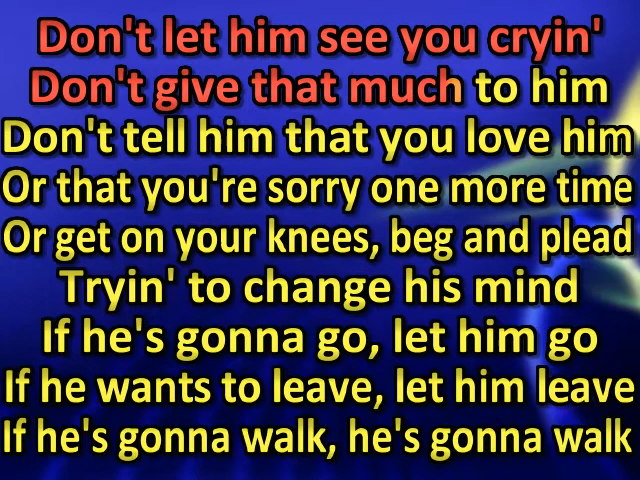 Don't let him see you cryin'
Don't give that much to him
Don't tell him that you love him
Or that you're sorry one more time
Or get on your knees, beg and plead
Tryin' to change his mind
If he's gonna go, let him go
If he wants to leave, let him leave
If he's gonna walk, he's gonna walk